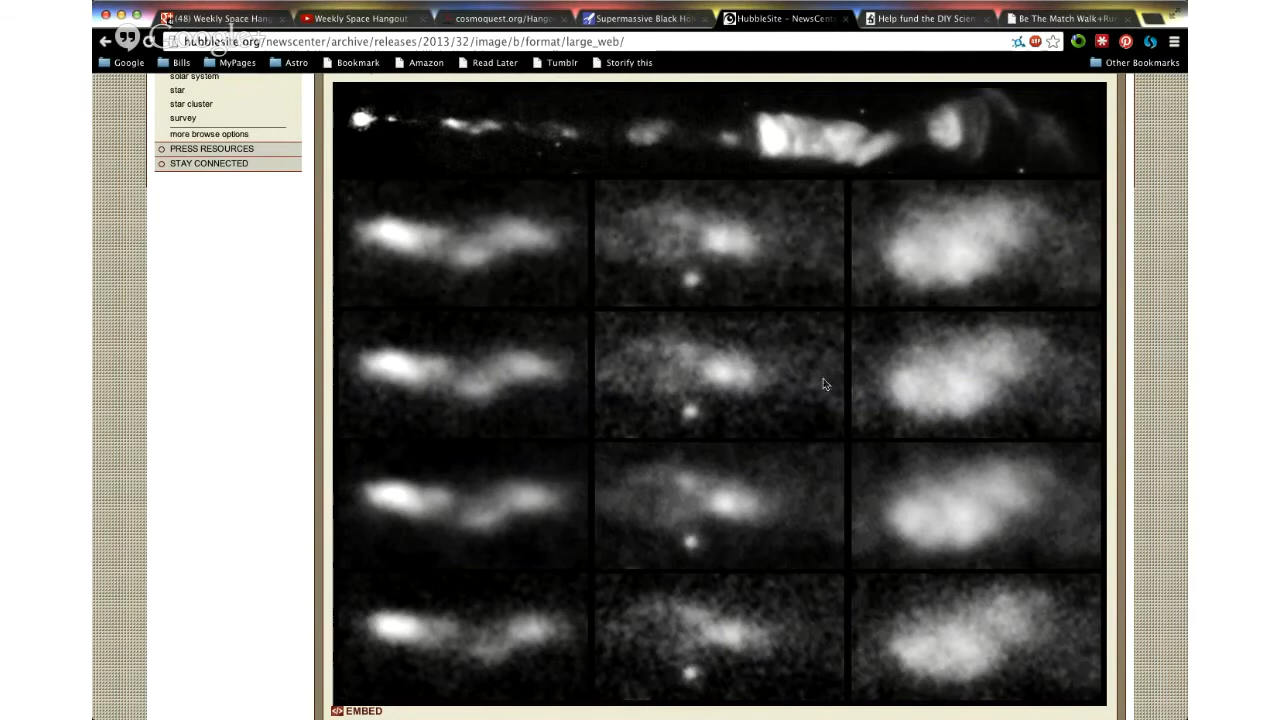 (48) Weekly Space Han
Weekly Space Hangout
cosmoquest.org/Hango
Supermassive Black Ho
HubbleSite - NewsCent
Help fund the DIY Scien
Be The Match Walk+Ru
Google+
hubblesite.org/newscenter/archive/releases/2013/32/image/b/format/large_web/
Google
Bills
MyPages
Astro
Bookmark
Amazon
Read Later
Tumblr
Storify this
Other Bookmarks
solar system
star
star cluster
survey
more browse options
PRESS RESOURCES
STAY CONNECTED
EMBED